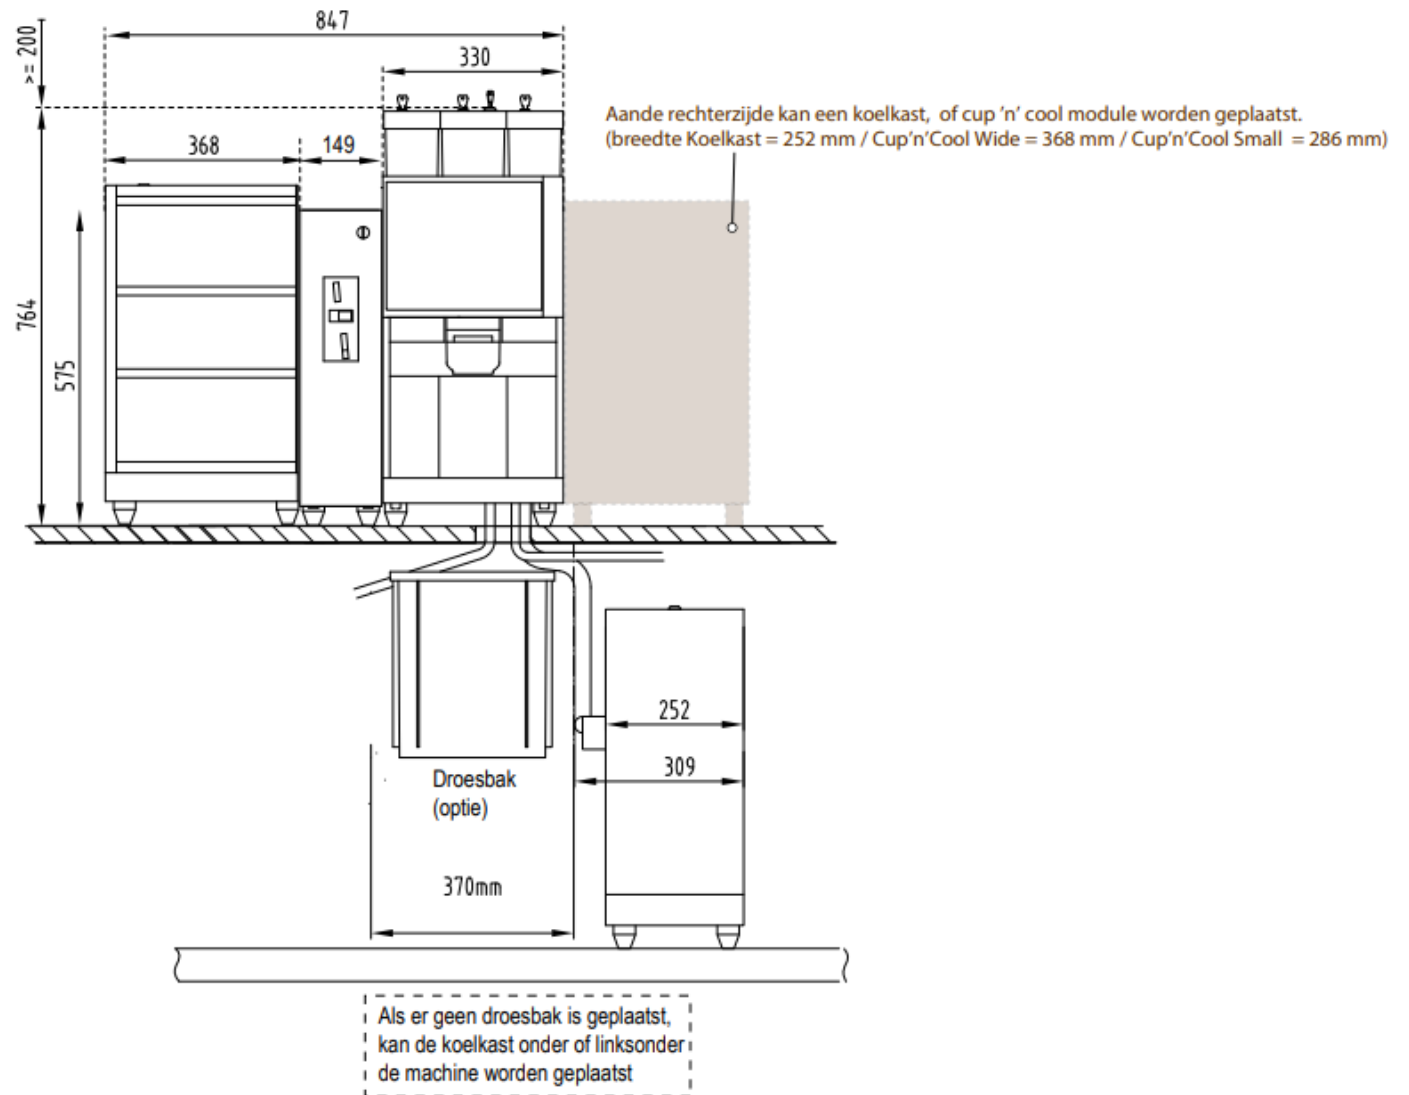 847
>= 200
330
Aande rechterzijde kan een koelkast, of cup 'n' cool module worden geplaatst.
(breedte Koelkast = 252 mm / Cup'n'Cool Wide = 368 mm / Cup'n'Cool Small = 286 mm)
368
149
764
575
252
309
Droesbak
(optie)
370mm
Als er geen droesbak is geplaatst,
kan de koelkast onder of linksonder
de machine worden geplaatst